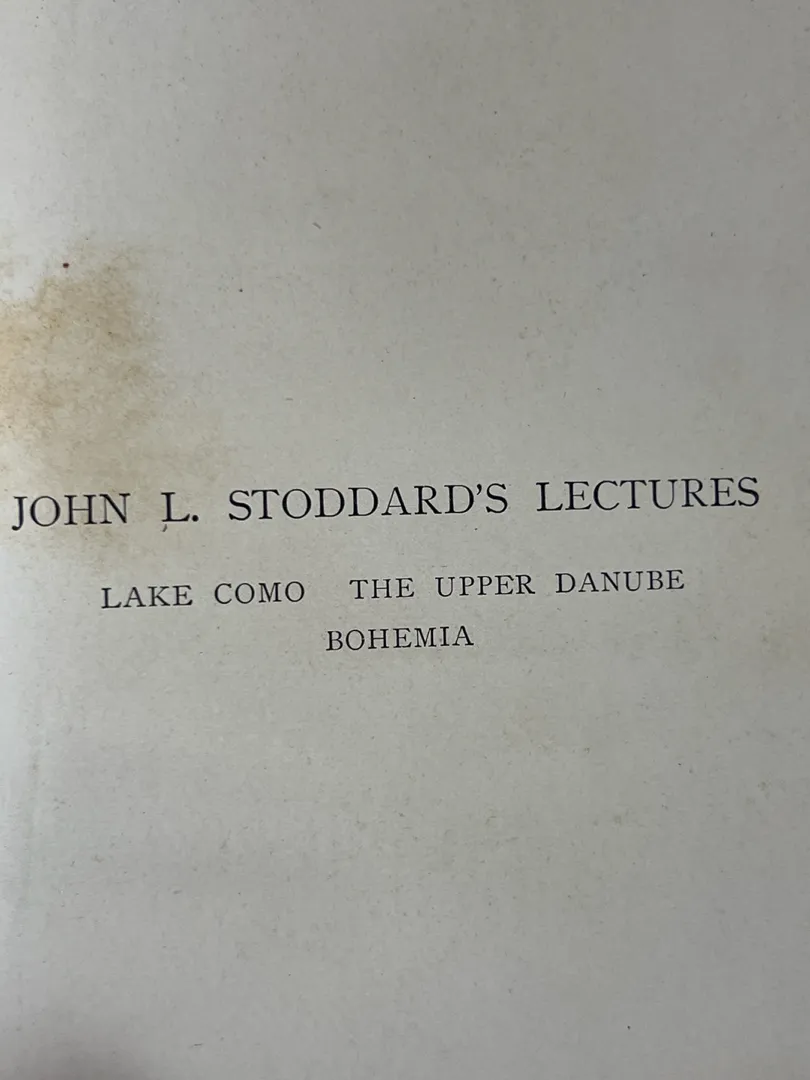 JOHN L. STODDARD'S LECTURES
LAKE COMO THE UPPER DANUBE
BOHEMIA